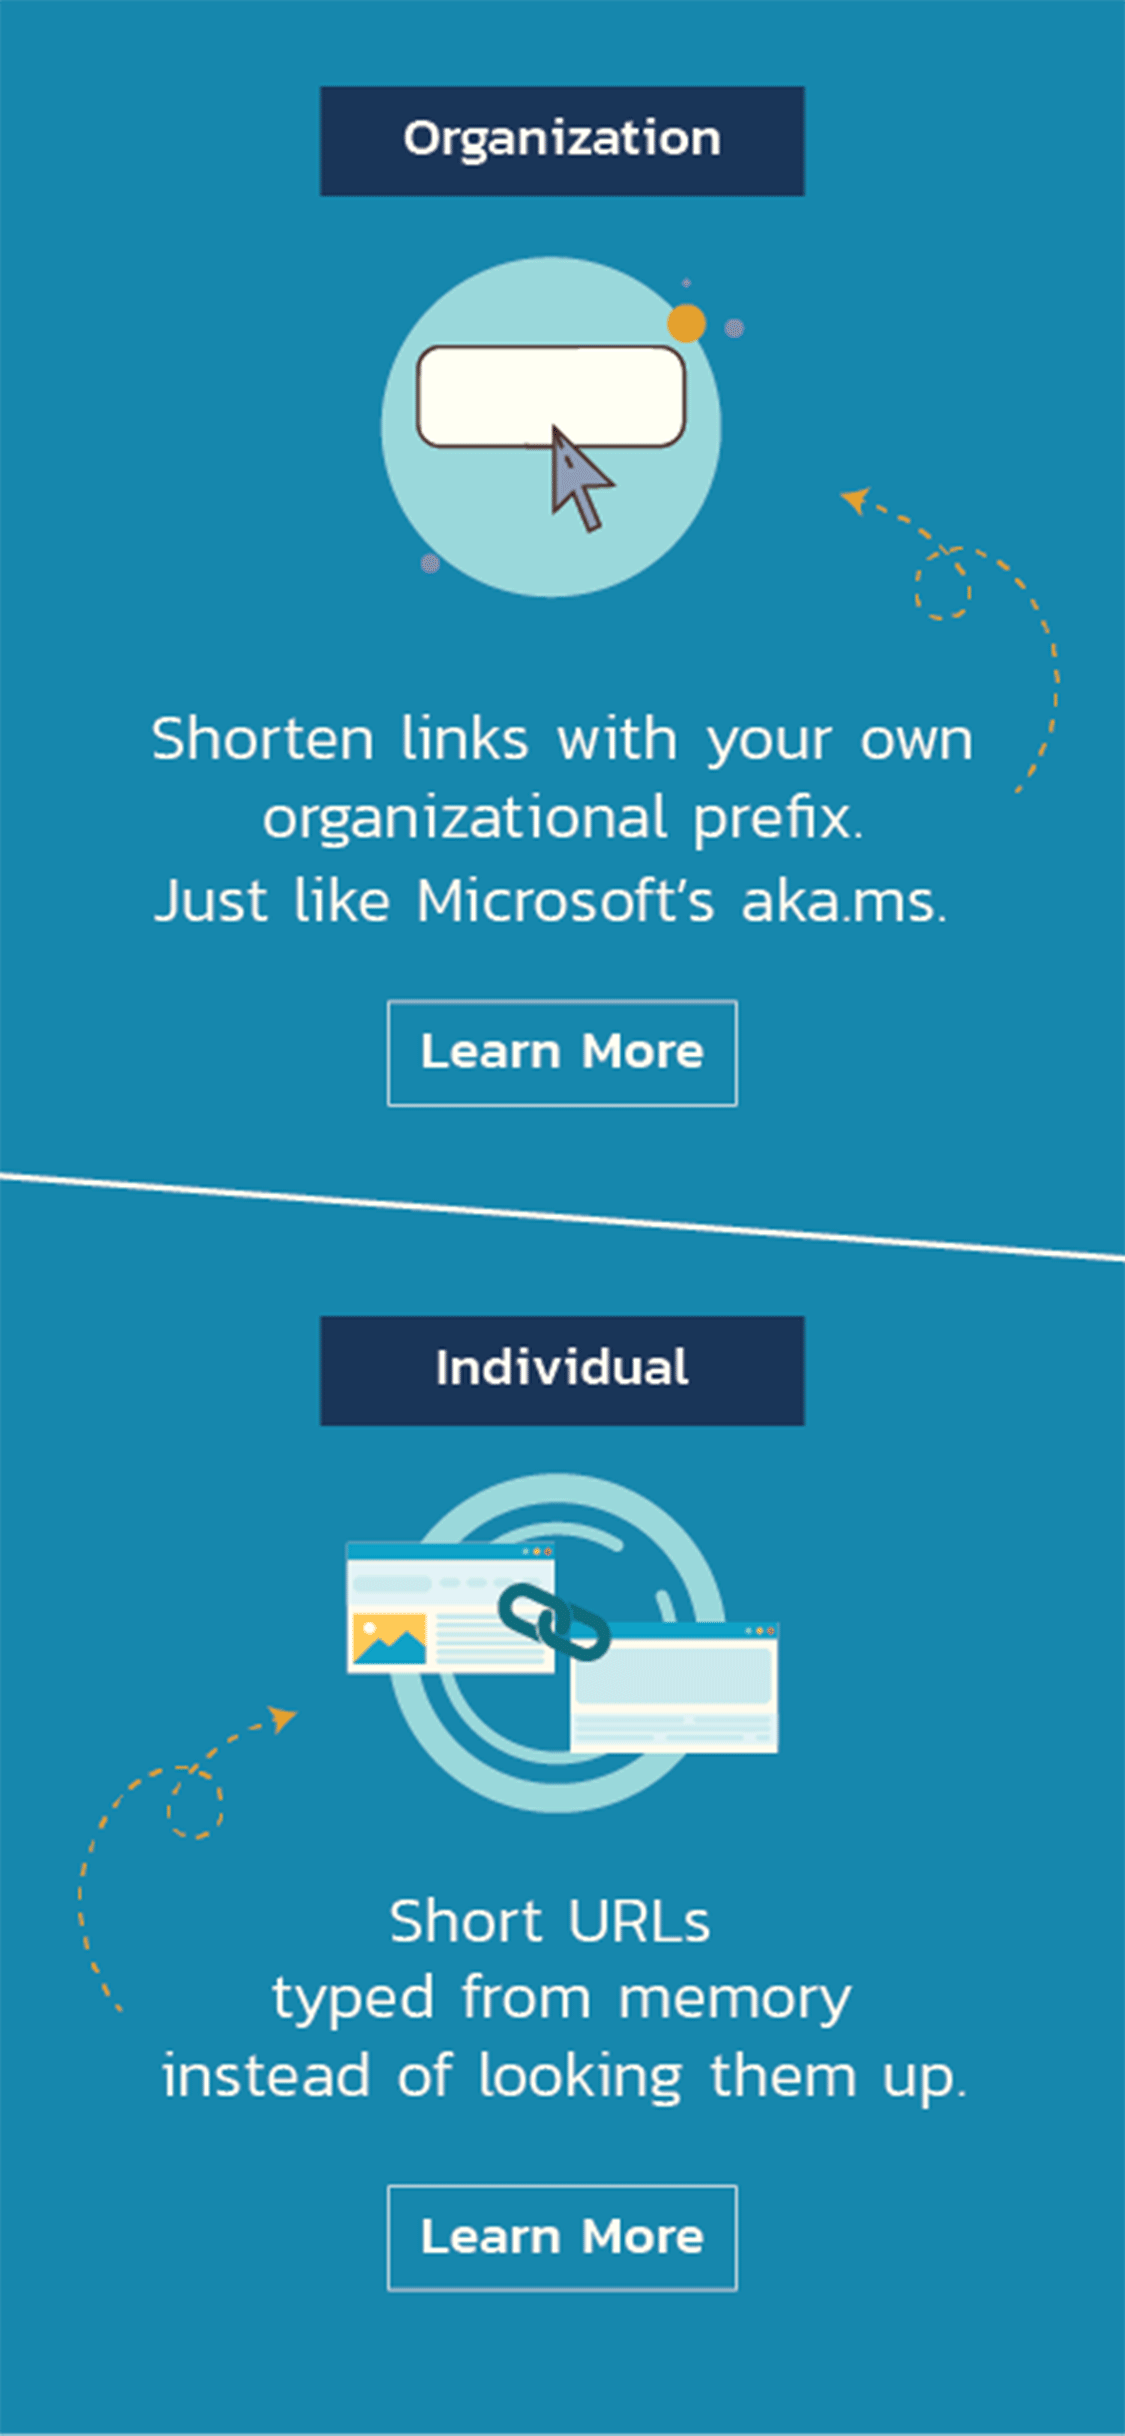 Organization
Shorten links with your own
organizational prefix.
Just like Microsoft’s aka.ms.
Learn More
Individual
Short URLs
typed from memory
instead of looking them up.
Learn More